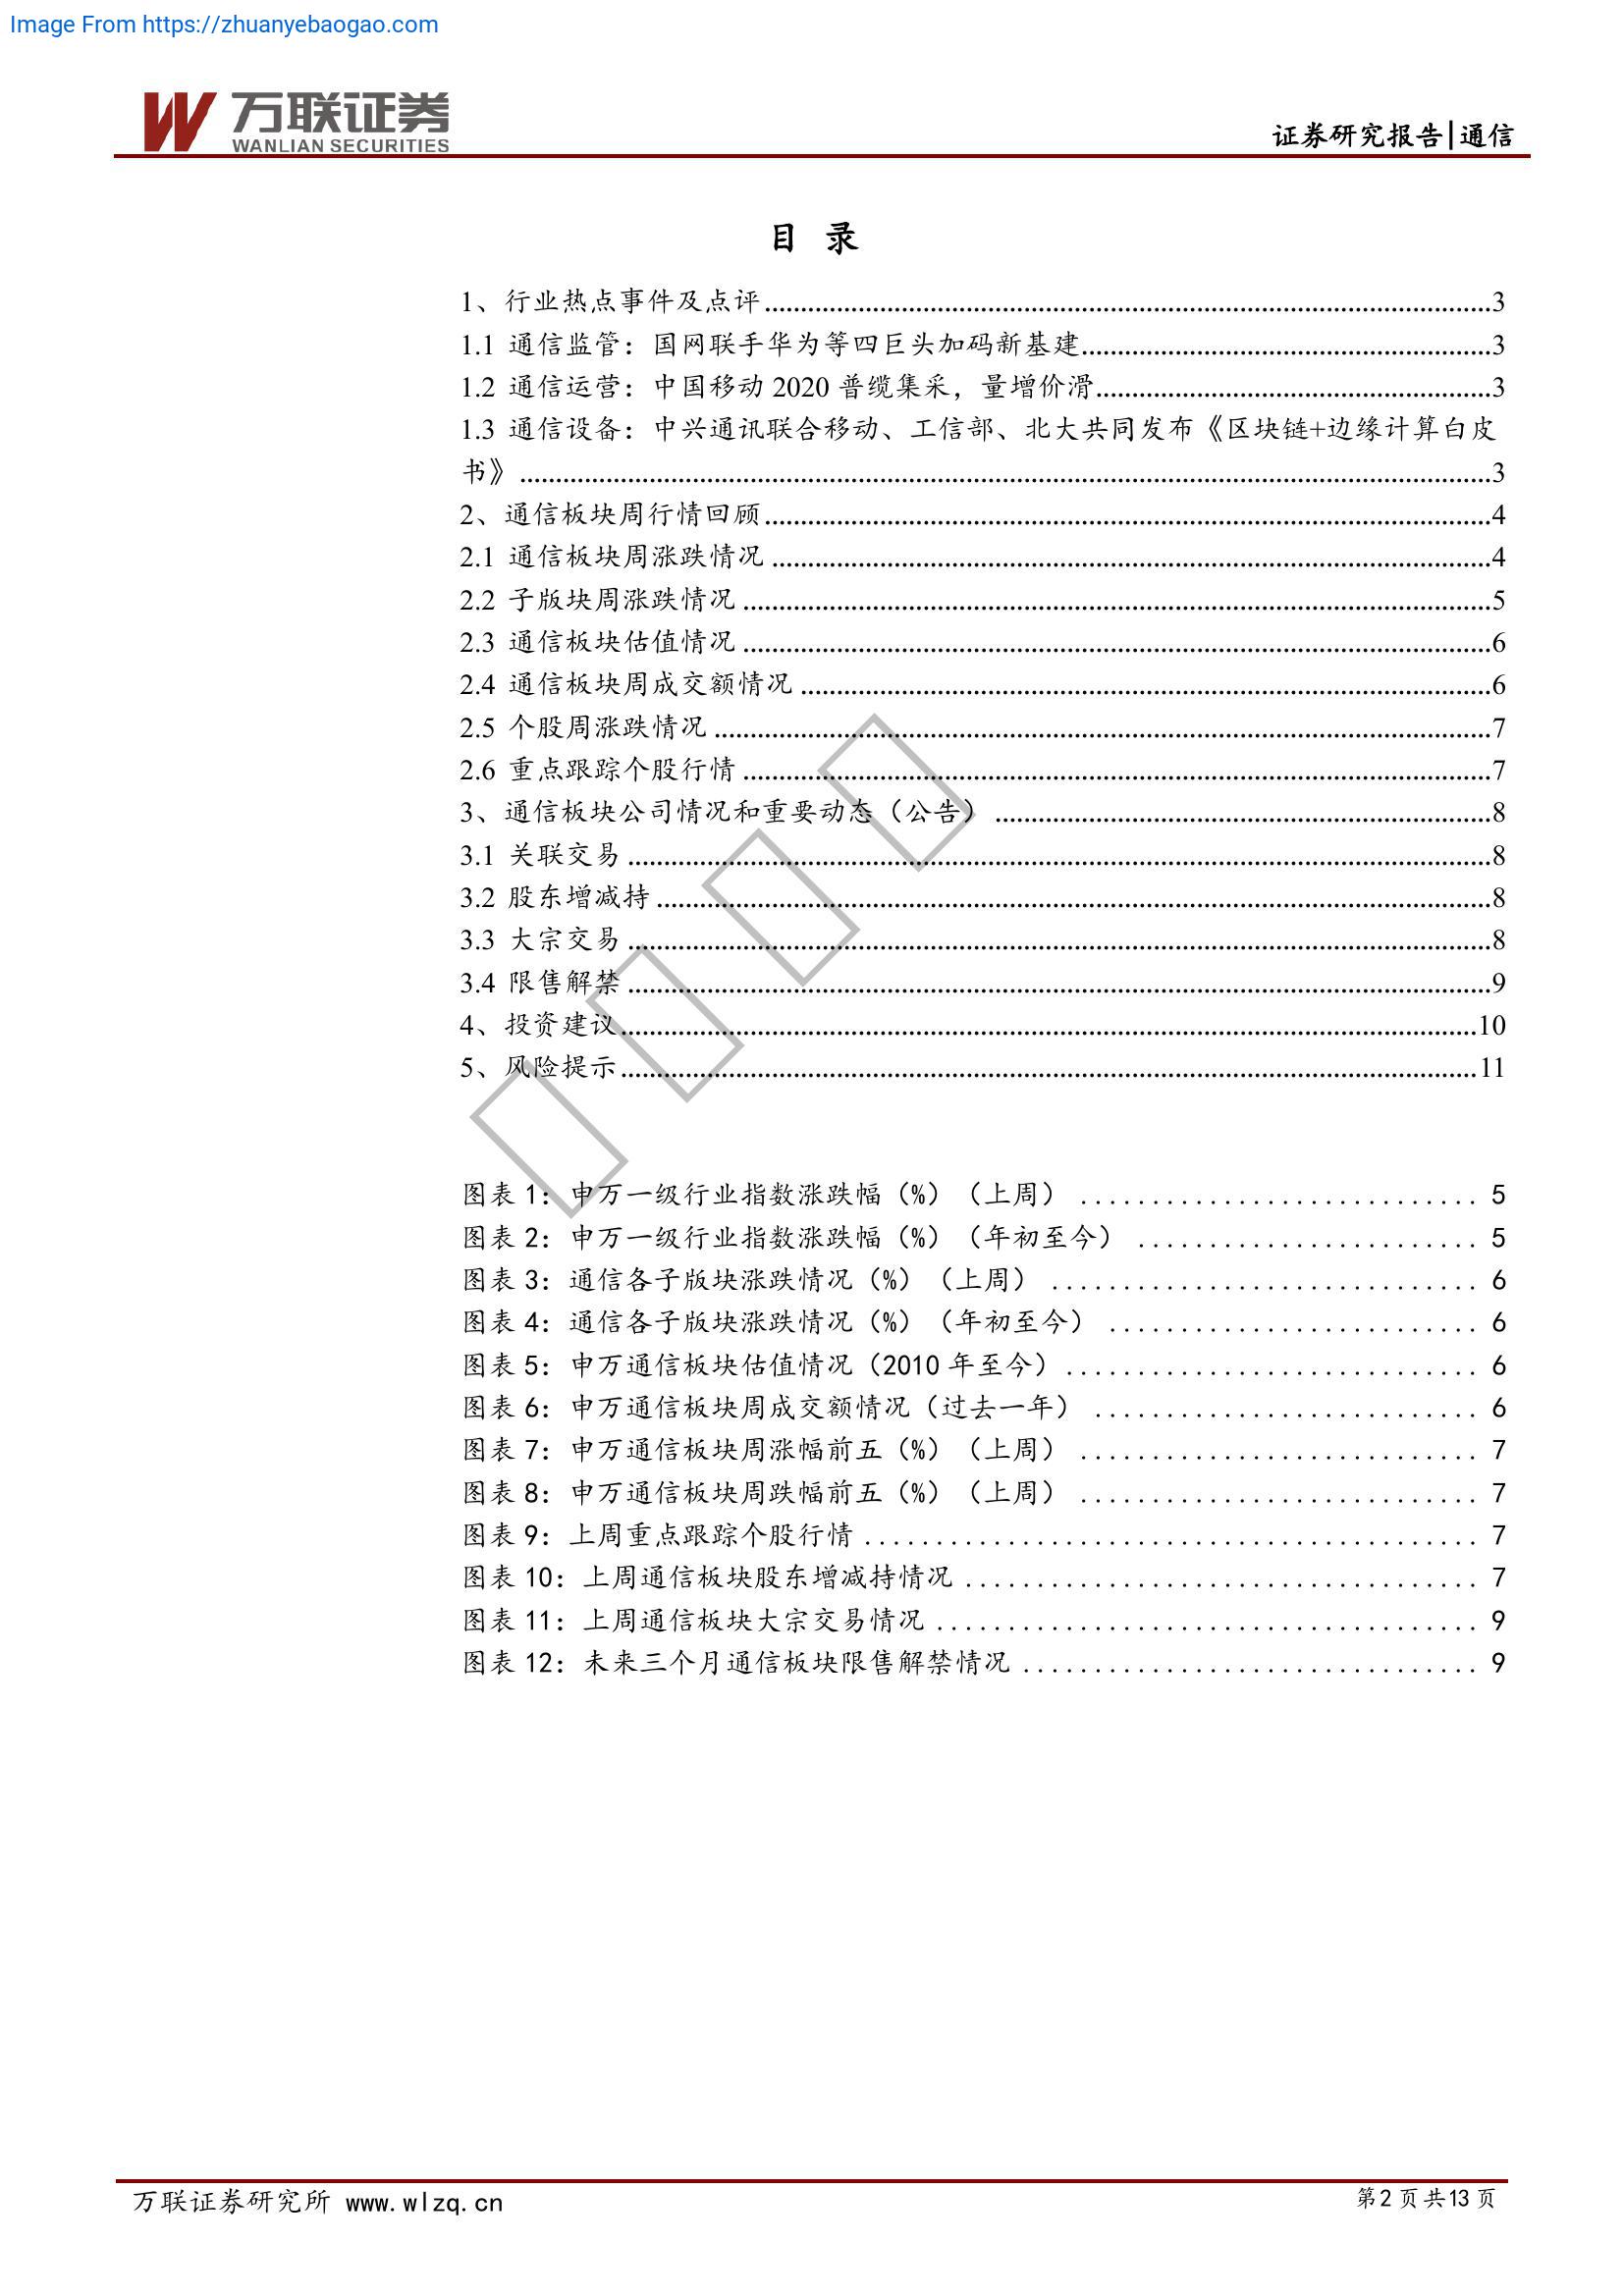 Image From https://zhuanyebaogao.com
万联证券
WANLIAN SECURITIES
证券研究报告|通信
目 录
1、行业热点事件及点评...3
1.1 通信监管：国网联手华为等四巨头加码新基建...3
1.2 通信运营：中国移动 2020 普缆集采，量增价滑...3
1.3 通信设备：中兴通讯联合移动、工信部、北大共同发布《区块链+边缘计算白皮
书》...3
2、通信板块周行情回顾...4
2.1 通信板块周涨跌情况...4
2.2 子版块周涨跌情况...5
2.3 通信板块估值情况...6
2.4 通信板块周成交额情况...6
2.5 个股周涨跌情况...7
2.6 重点跟踪个股行情...7
3、通信板块公司情况和重要动态（公告）...8
3.1 关联交易...8
3.2 股东增减持...8
3.3 大宗交易...8
3.4 限售解禁...9
4、投资建议...10
5、风险提示...11
图表 1：申万一级行业指数涨跌幅（%）（上周）...5
图表 2：申万一级行业指数涨跌幅（%）（年初至今）...5
图表 3：通信各子版块涨跌情况（%）（上周）...6
图表 4：通信各子版块涨跌情况（%）（年初至今）...6
图表 5：申万通信板块估值情况（2010 年至今）...6
图表 6：申万通信板块周成交额情况（过去一年）...6
图表 7：申万通信板块周涨幅前五（%）（上周）...7
图表 8：申万通信板块周跌幅前五（%）（上周）...7
图表 9：上周重点跟踪个股行情...7
图表 10：上周通信板块股东增减持情况...7
图表 11：上周通信板块大宗交易情况...9
图表 12：未来三个月通信板块限售解禁情况...9
万联证券研究所 www.wlzq.cn
第 2 页 共 13 页